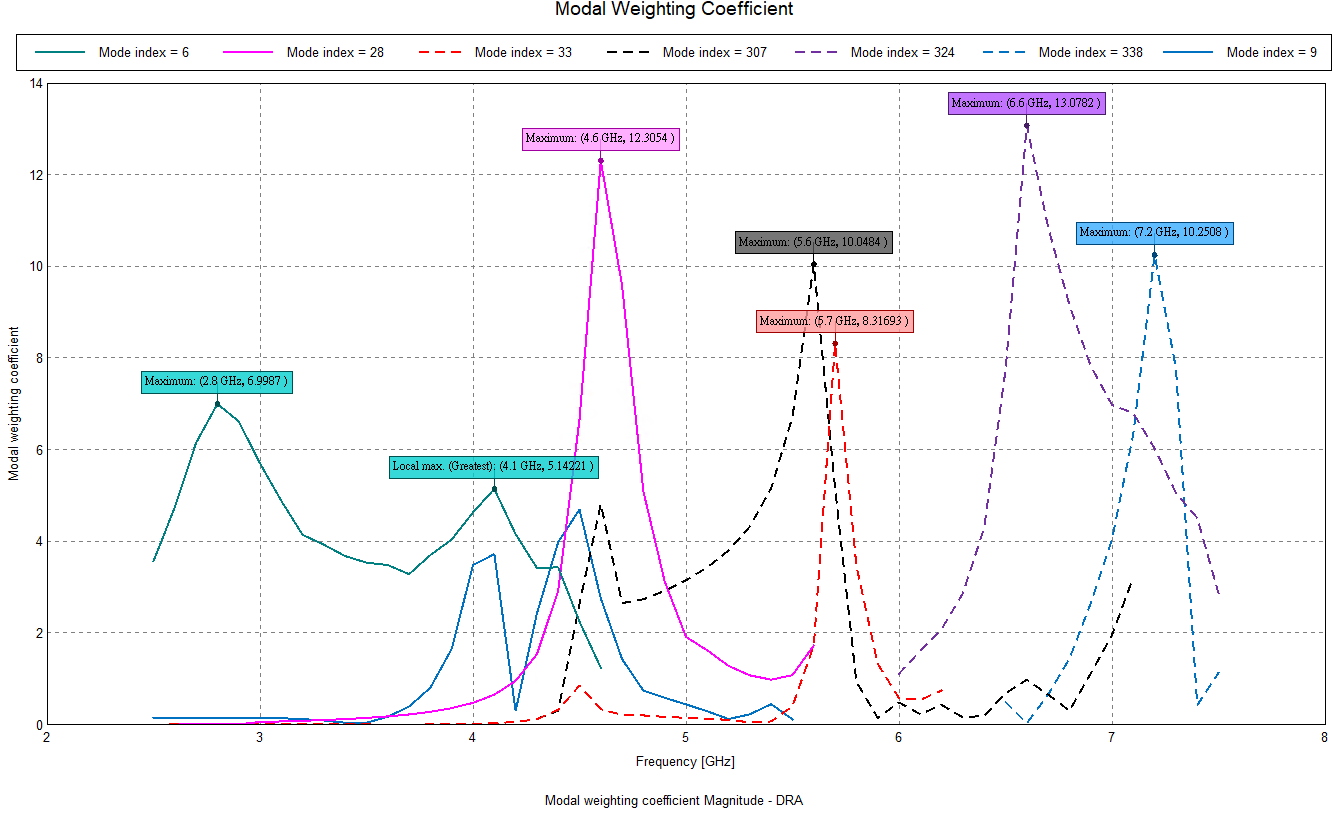 Modal Weighting Coefficient
Mode index = 6 Mode index = 28 Mode index = 33 Mode index = 307 Mode index = 324 Mode index = 338 Mode index = 9
14
Maximum: (6.6 GHz, 13.0782 )
Maximum: (4.6 GHz, 12.3054 )
12
Maximum: (7.2 GHz, 10.2508 )
Maximum: (5.6 GHz, 10.0484 )
10
Maximum: (5.7 GHz, 8.31693 )
8
Maximum: (2.8 GHz, 6.9987 )
Modal weighting coefficient
Local max. (Greatest): (4.1 GHz, 5.14221 )
6
4
2
0
2 3 4 5 6 7 8
Frequency [GHz]
Modal weighting coefficient Magnitude - DRA